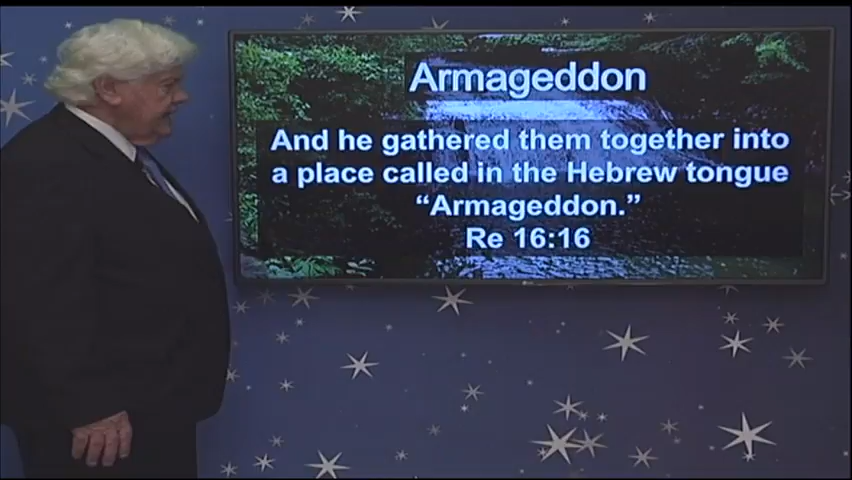 Armageddon
And he gathered them together into
a place called in the Hebrew tongue
“Armageddon.”
Re 16:16